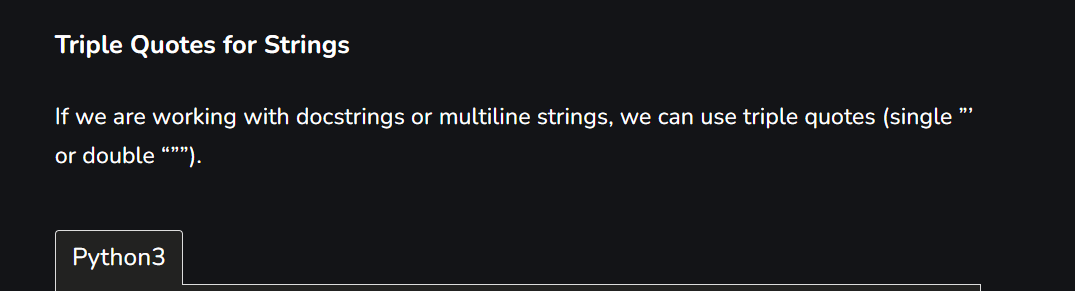 Triple Quotes for Strings
If we are working with docstrings or multiline strings, we can use triple quotes (single ”’
or double “””).
Python3